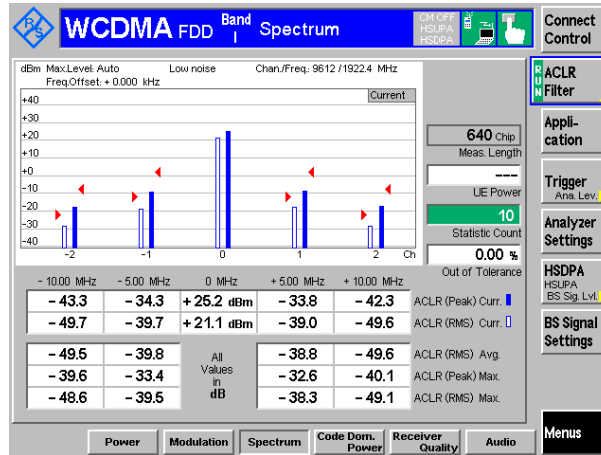 R&S
WCDMA FDD Band I Spectrum
CM OFF
HSUPA
HSDPA
Connect Control
dBm Max.Level: Auto Low noise Chan./Freq.: 9612 / 1922.4 MHz
Freq.Offset: + 0.000 kHz
Current
+40
+30
+20
+10
+0
-10
-20
-30
-40
-2 -1 0 1 2 Ch
640 Chip
Meas. Length
---
UE Power
10
Statistic Count
0.00 %
Out of Tolerance
- 10.00 MHz - 5.00 MHz 0 MHz + 5.00 MHz + 10.00 MHz
- 43.3 - 34.3 + 25.2 dBm - 33.8 - 42.3 ACLR (Peak) Curr.
- 49.7 - 39.7 + 21.1 dBm - 39.0 - 49.6 ACLR (RMS) Curr.
- 49.5 - 39.8 - 38.8 - 49.6 ACLR (RMS) Avg.
- 39.6 - 33.4 - 32.6 - 40.1 ACLR (Peak) Max.
- 48.6 - 39.5 - 38.3 - 49.1 ACLR (RMS) Max.
All
Values
in
dB
RUN
ACLR
Filter
Appli-
cation
Trigger
Ana. Lev.
Analyzer
Settings
HSDPA
HSUPA
BS Sig. Lvl.
BS Signal
Settings
Menus
Power Modulation Spectrum Code Dom. Power Receiver Quality Audio